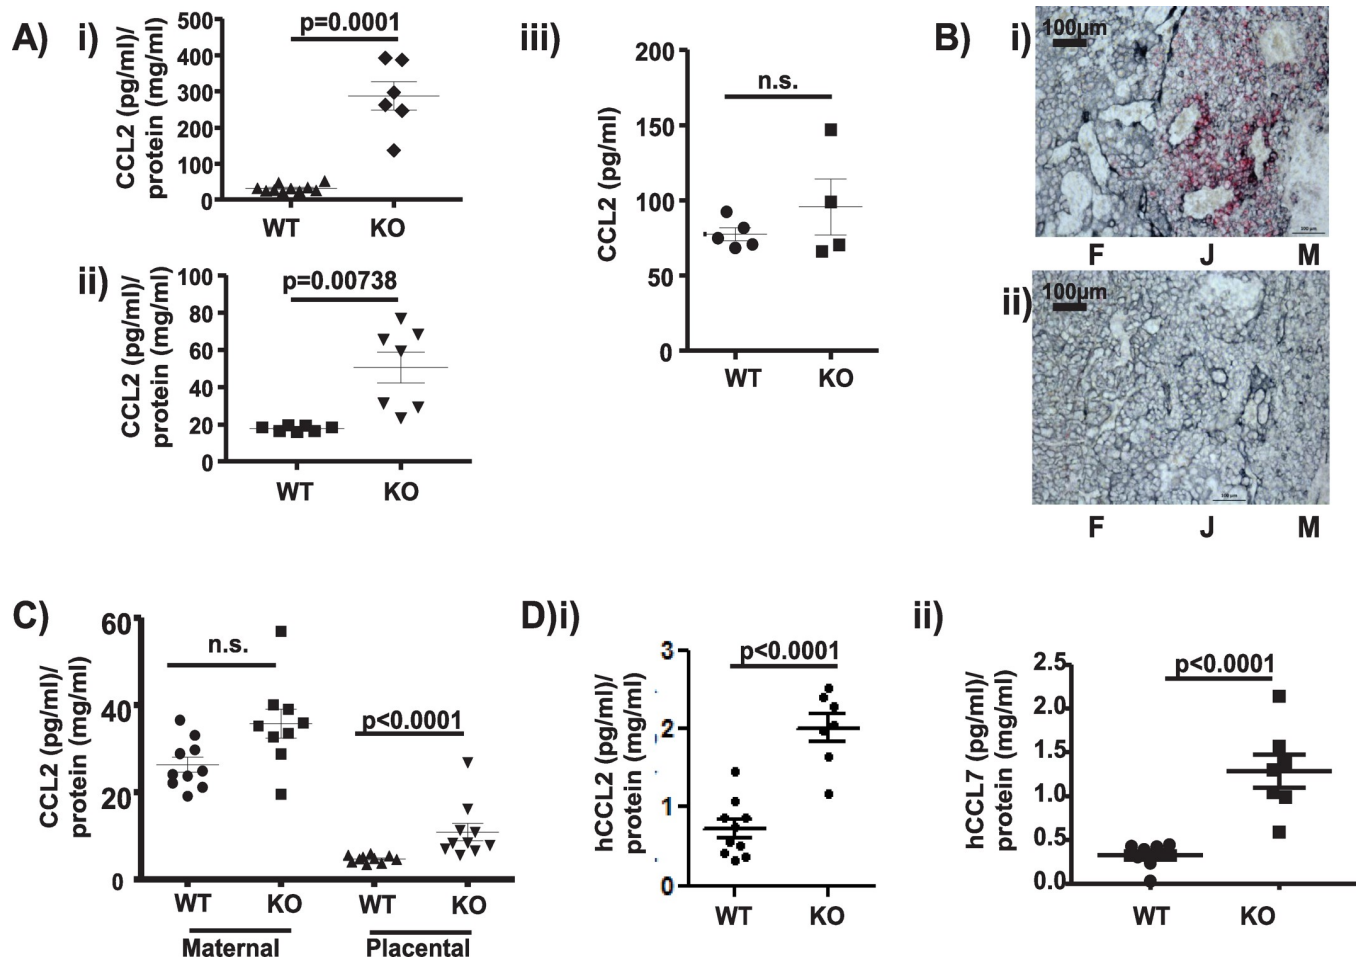 A)
i)
CCL2 (pg/ml)/
protein (mg/ml)
500
400
300
200
100
0
p=0.0001
WT KO
ii)
CCL2 (pg/ml)/
protein (mg/ml)
100
80
60
40
20
0
p=0.00738
WT KO
iii)
CCL2 (pg/ml)
200
150
100
50
0
n.s.
WT KO
B)
i)
100µm
F J M
ii)
100µm
F J M
C)
CCL2 (pg/ml)/
protein (mg/ml)
60
40
20
0
n.s.
p<0.0001
WT KO WT KO
Maternal Placental
D)i)
hCCL2 (pg/ml)/
protein (mg/ml)
3
2
1
0
p<0.0001
WT KO
ii)
hCCL7 (pg/ml)/
protein (mg/ml)
2.5
2.0
1.5
1.0
0.5
0.0
p<0.0001
WT KO